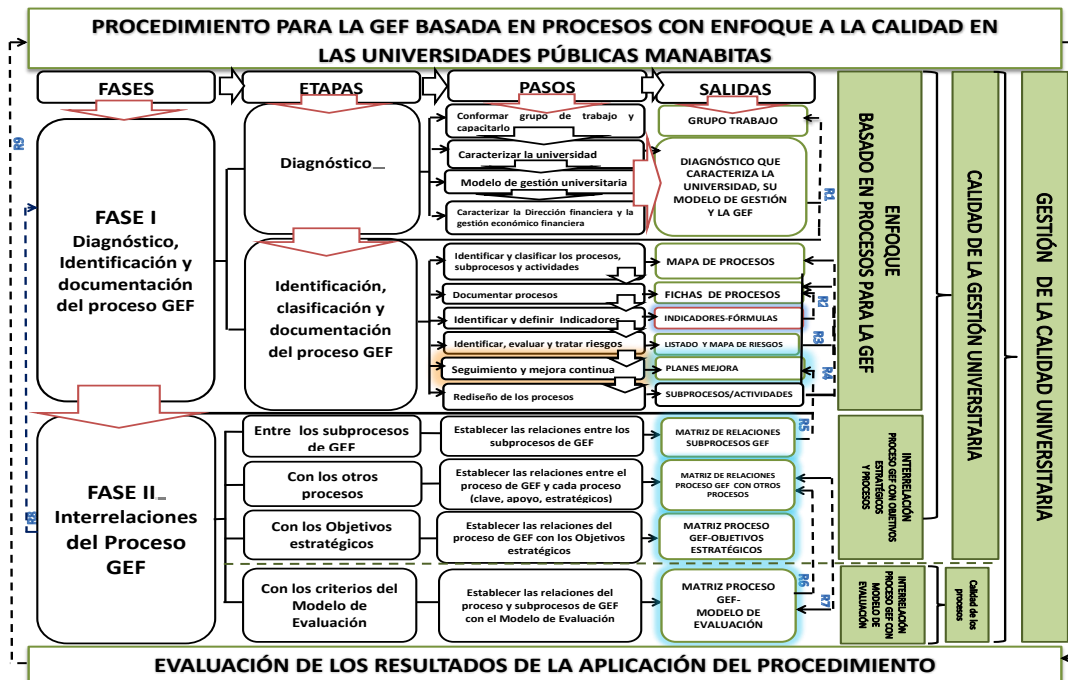 PROCEDIMIENTO PARA LA GEF BASADA EN PROCESOS CON ENFOQUE A LA CALIDAD EN
LAS UNIVERSIDADES PÚBLICAS MANABITAS
FASES
ETAPAS
PASOS
SALIDAS
FASE I
Diagnóstico,
Identificación y
documentación
del proceso GEF
Diagnóstico_
Conformar grupo de trabajo y
capacitarlo
Caracterizar la universidad
Modelo de gestión universitaria
Caracterizar la Dirección financiera y la
gestión económico financiera
GRUPO TRABAJO
DIAGNÓSTICO QUE
CARACTERIZA LA
UNIVERSIDAD, SU
MODELO DE GESTIÓN
Y LA GEF
Identificación,
clasificación y
documentación
del proceso GEF
Identificar y clasificar los procesos,
subprocesos y actividades
Documentar procesos
Identificar y definir Indicadores
Identificar, evaluar y tratar riesgos
Seguimiento y mejora continua
Rediseño de los procesos
MAPA DE PROCESOS
FICHAS DE PROCESOS
INDICADORES-FÓRMULAS
LISTADO Y MAPA DE RIESGOS
PLANES MEJORA
SUBPROCESOS/ACTIVIDADES
FASE II_
Interrelaciones
del Proceso
GEF
Entre los subprocesos
de GEF
Con los otros
procesos
Con los Objetivos
estratégicos
Con los criterios del
Modelo de
Evaluación
Establecer las relaciones entre los
subprocesos de GEF
Establecer las relaciones entre el
proceso de GEF y cada proceso
(clave, apoyo, estratégicos)
Establecer las relaciones del
proceso de GEF con los Objetivos
estratégicos
Establecer las relaciones del
proceso y subprocesos de GEF
con el Modelo de Evaluación
MATRIZ DE RELACIONES
SUBPROCESOS GEF
MATRIZ DE RELACIONES
PROCESO GEF CON OTROS
PROCESOS
MATRIZ PROCESO
GEF-OBJETIVOS
ESTRATÉGICOS
MATRIZ PROCESO
GEF-
MODELO DE
EVALUACIÓN
R1
R2
R3
R4
R5
R6
R7
R8
R9
ENFOQUE
BASADO EN PROCESOS PARA LA GEF
INTERRELACIÓN
PROCESO GEF CON OBJETIVOS
ESTRATÉGICOS
Y PROCESOS
INTERRELACIÓN
PROCESO GEF CON
MODELO DE
EVALUACIÓN
CALIDAD DE LA GESTIÓN UNIVERSITARIA
Calidad de los
procesos
GESTIÓN DE LA CALIDAD UNIVERSITARIA
EVALUACIÓN DE LOS RESULTADOS DE LA APLICACIÓN DEL PROCEDIMIENTO